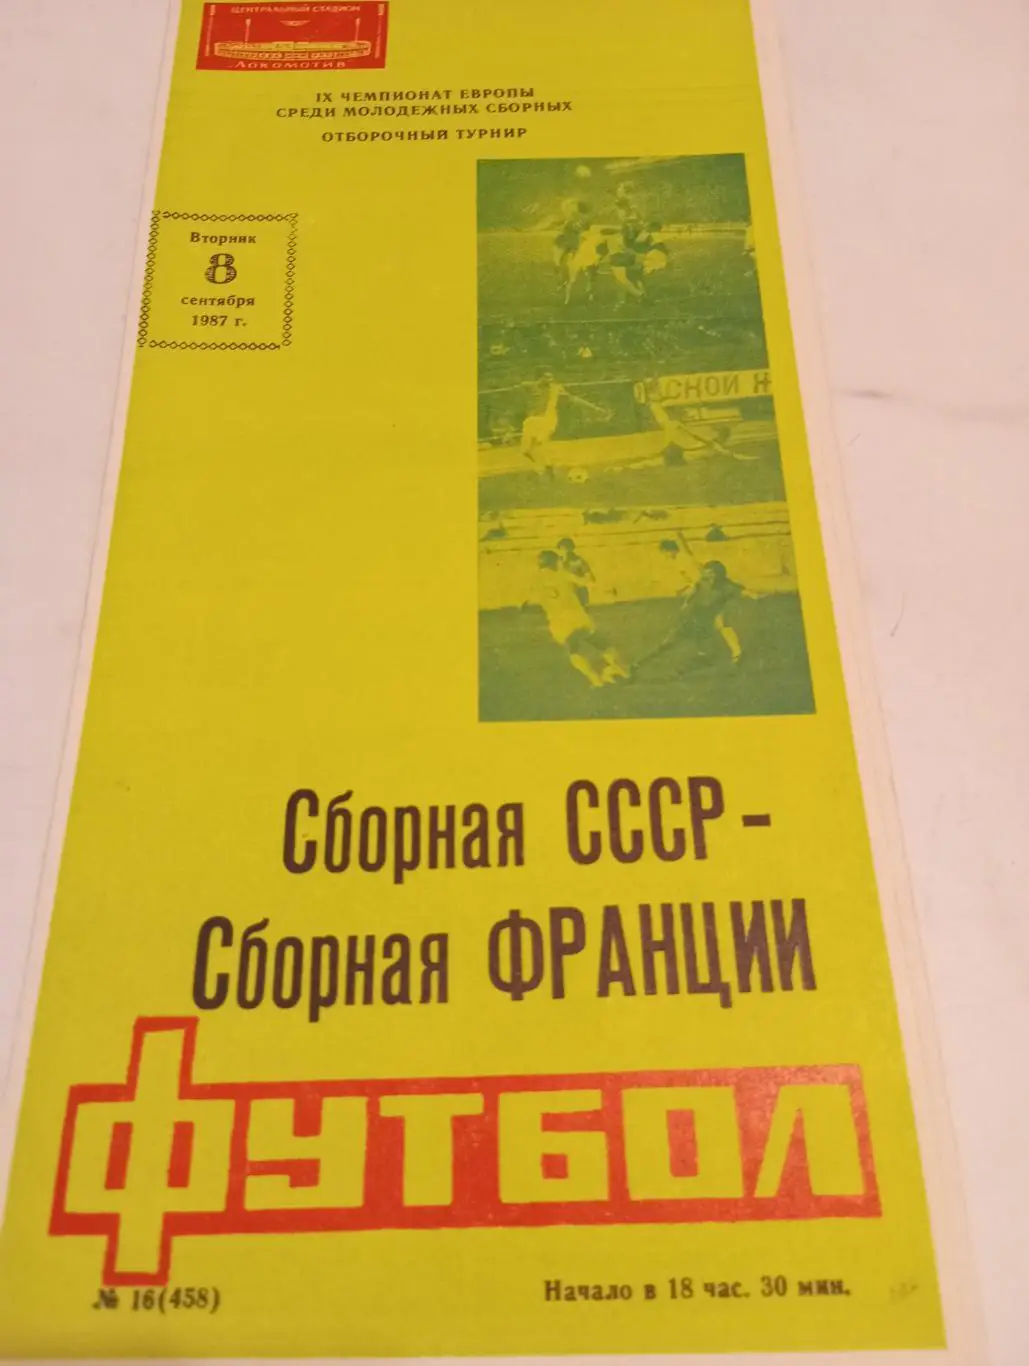 ЦЕНТРАЛЬНЫЙ СТАДИОН
ЛОКОМОТИВ
IX ЧЕМПИОНАТ ЕВРОПЫ
СРЕДИ МОЛОДЕЖНЫХ СБОРНЫХ
ОТБОРОЧНЫЙ ТУРНИР
Вторник
8
сентября
1987 г.
СКОЙ
Сборная СССР -
Сборная ФРАНЦИИ
ФУТБОЛ
№ 16(458)
Начало в 18 час. 30 мин.